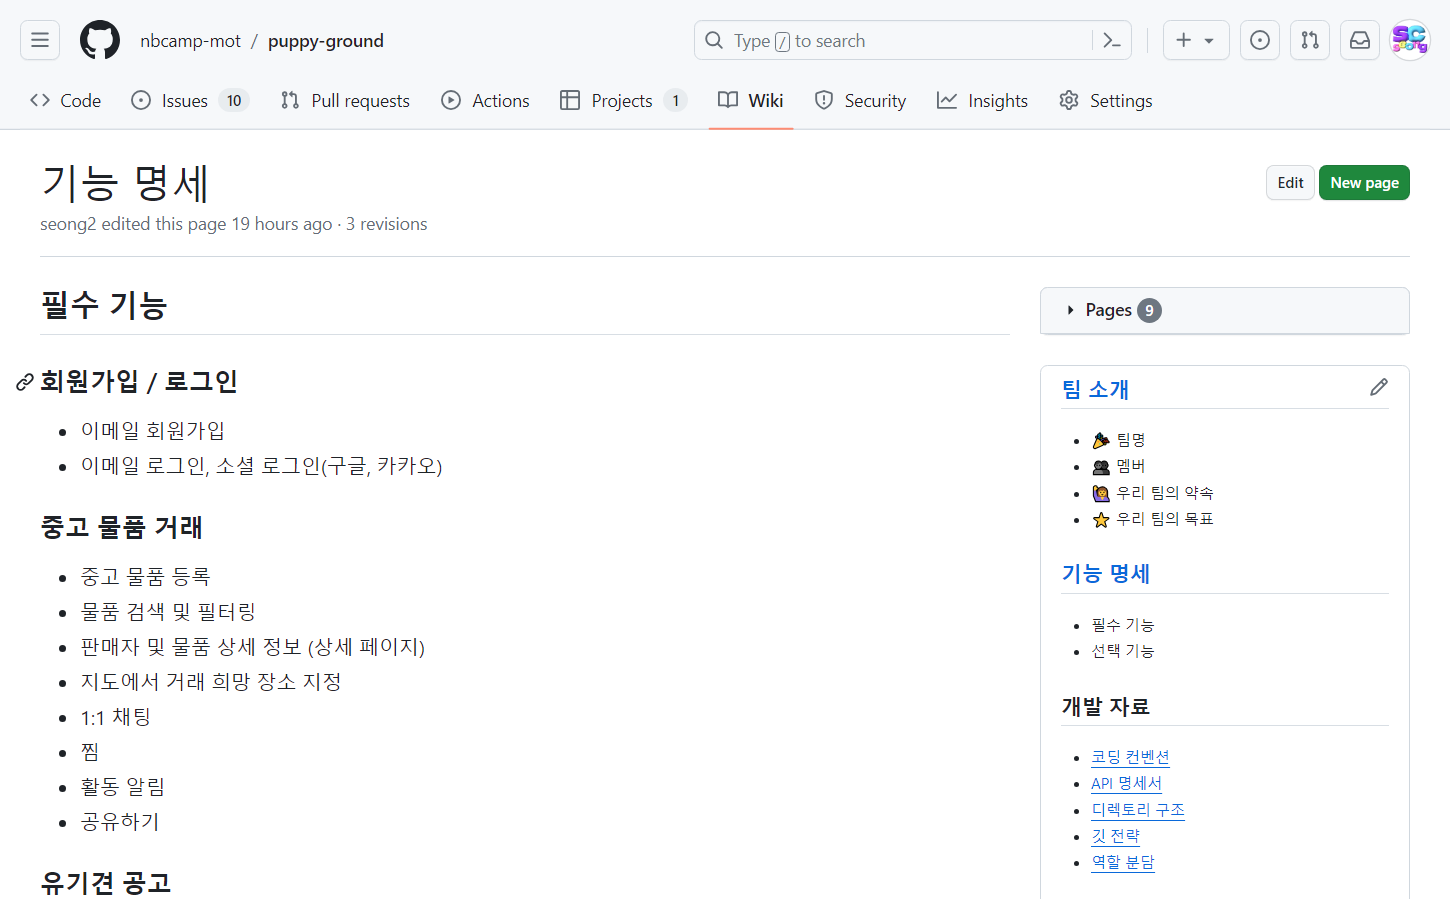 nbcamp-mot / puppy-ground
Type / to search
Code
Issues 10
Pull requests
Actions
Projects 1
Wiki
Security
Insights
Settings
기능 명세
Edit
New page
seong2 edited this page 19 hours ago · 3 revisions
필수 기능
회원가입 / 로그인
이메일 회원가입
이메일 로그인, 소셜 로그인(구글, 카카오)
중고 물품 거래
중고 물품 등록
물품 검색 및 필터링
판매자 및 물품 상세 정보 (상세 페이지)
지도에서 거래 희망 장소 지정
1:1 채팅
찜
활동 알림
공유하기
유기견 공고
Pages 9
팀 소개
팀명
멤버
우리 팀의 약속
우리 팀의 목표
기능 명세
필수 기능
선택 기능
개발 자료
코딩 컨벤션
API 명세서
디렉토리 구조
깃 전략
역할 분담